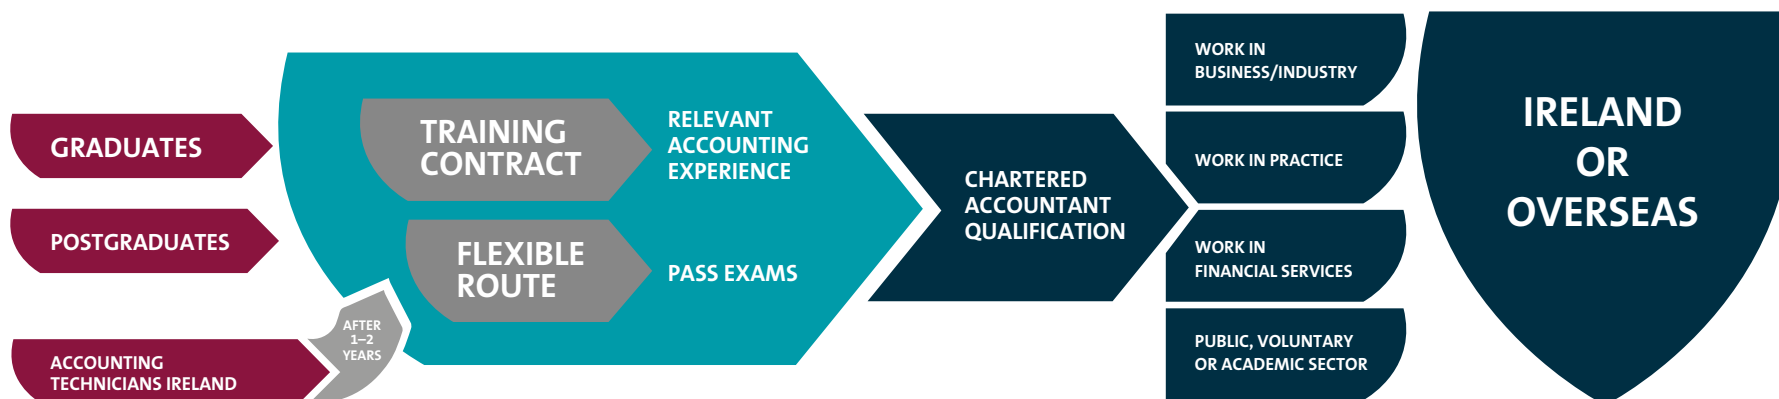 GRADUATES
POSTGRADUATES
ACCOUNTING
TECHNICIANS IRELAND
AFTER
1–2
YEARS
TRAINING
CONTRACT
RELEVANT
ACCOUNTING
EXPERIENCE
FLEXIBLE
ROUTE
PASS EXAMS
CHARTERED
ACCOUNTANT
QUALIFICATION
WORK IN
BUSINESS/INDUSTRY
WORK IN PRACTICE
WORK IN
FINANCIAL SERVICES
PUBLIC, VOLUNTARY
OR ACADEMIC SECTOR
IRELAND
OR
OVERSEAS